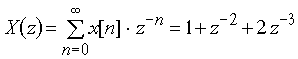 X(z) = ∞∑n=0 x[n] · z⁻ⁿ = 1 + z⁻² + 2 z⁻³